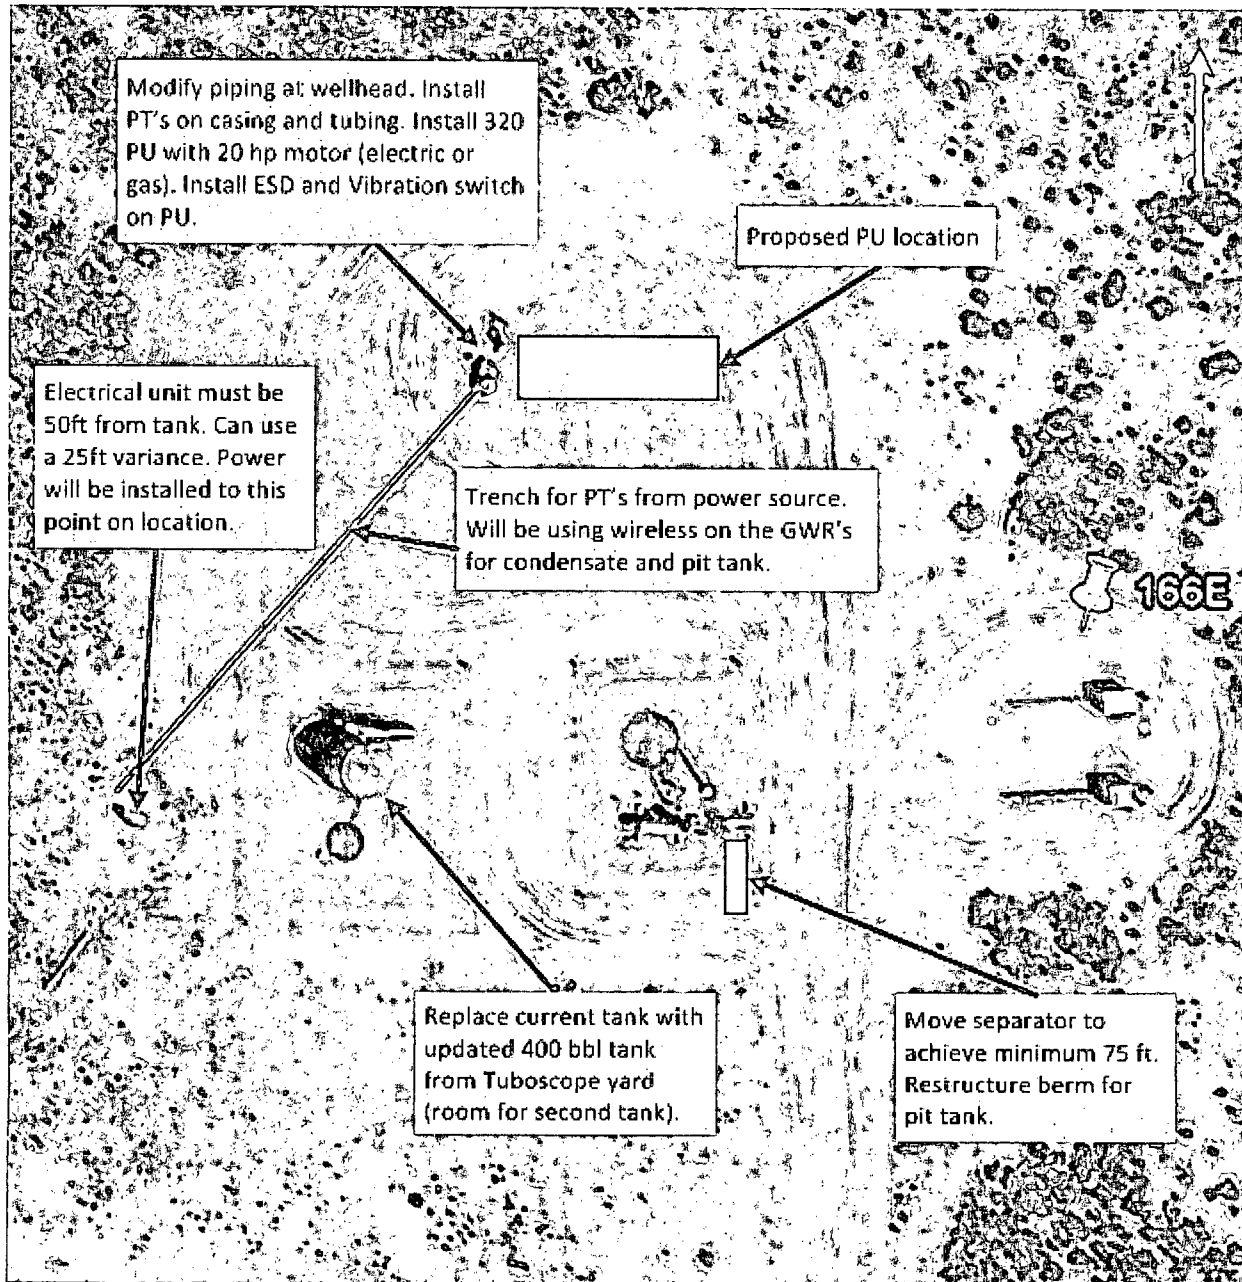 Modify piping at wellhead. Install
PT's on casing and tubing. Install 320
PU with 20 hp motor (electric or
gas). Install ESD and Vibration switch
on PU.
Proposed PU location
Electrical unit must be
50ft from tank. Can use
a 25ft variance. Power
will be installed to this
point on location.
Trench for PT's from power source.
Will be using wireless on the GWR's
for condensate and pit tank.
166E
Replace current tank with
updated 400 bbl tank
from Tuboscope yard
(room for second tank).
Move separator to
achieve minimum 75 ft.
Restructure berm for
pit tank.